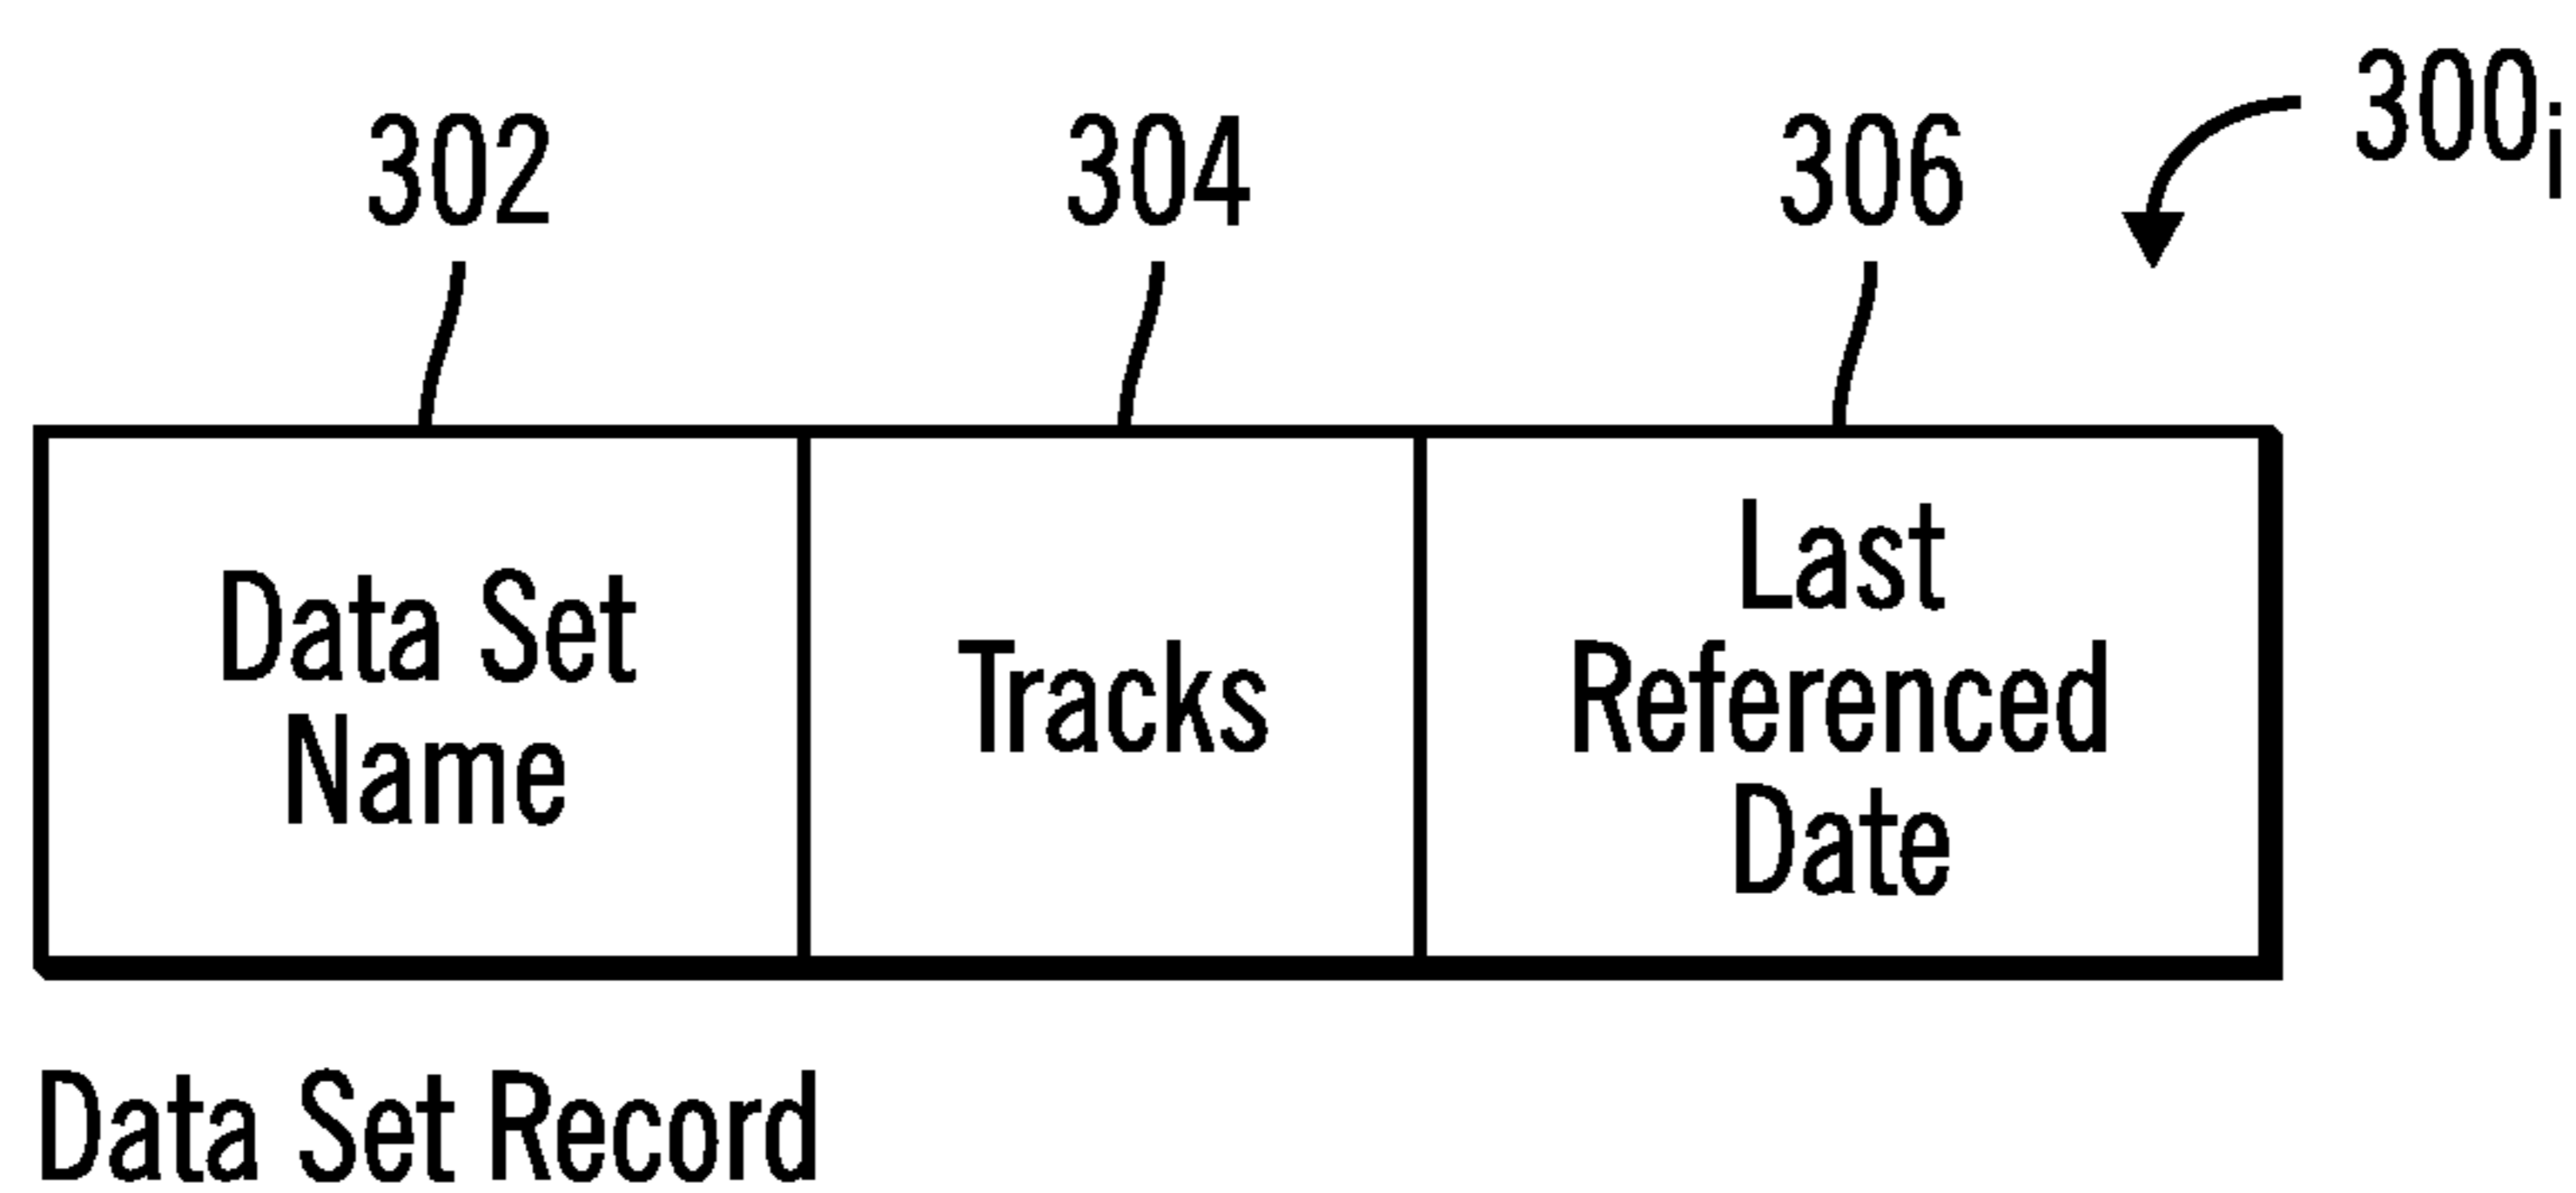 300i
302 304 306
Data Set
Name
Tracks
Last
Referenced
Date
Data Set Record